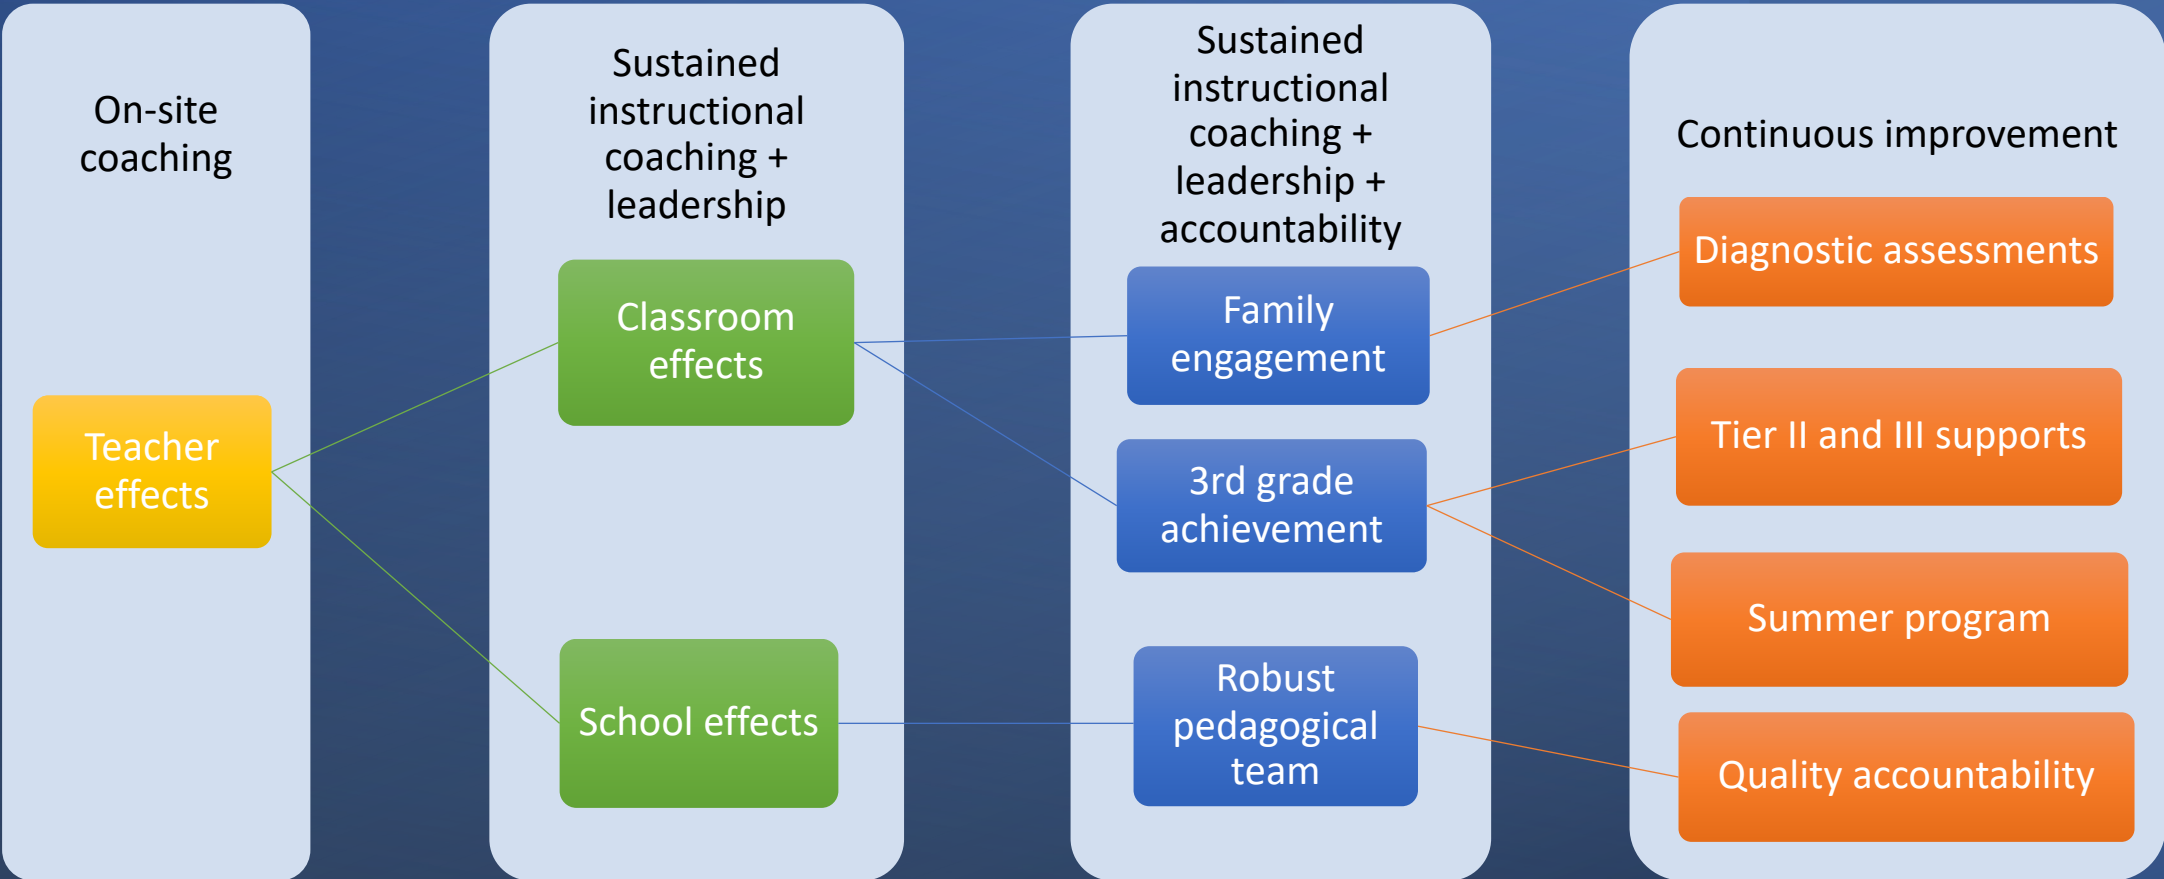 On-site
coaching
Teacher
effects
Sustained
instructional
coaching +
leadership
Classroom
effects
School effects
Sustained
instructional
coaching +
leadership +
accountability
Family
engagement
3rd grade
achievement
Robust
pedagogical
team
Continuous improvement
Diagnostic assessments
Tier II and III supports
Summer program
Quality accountability